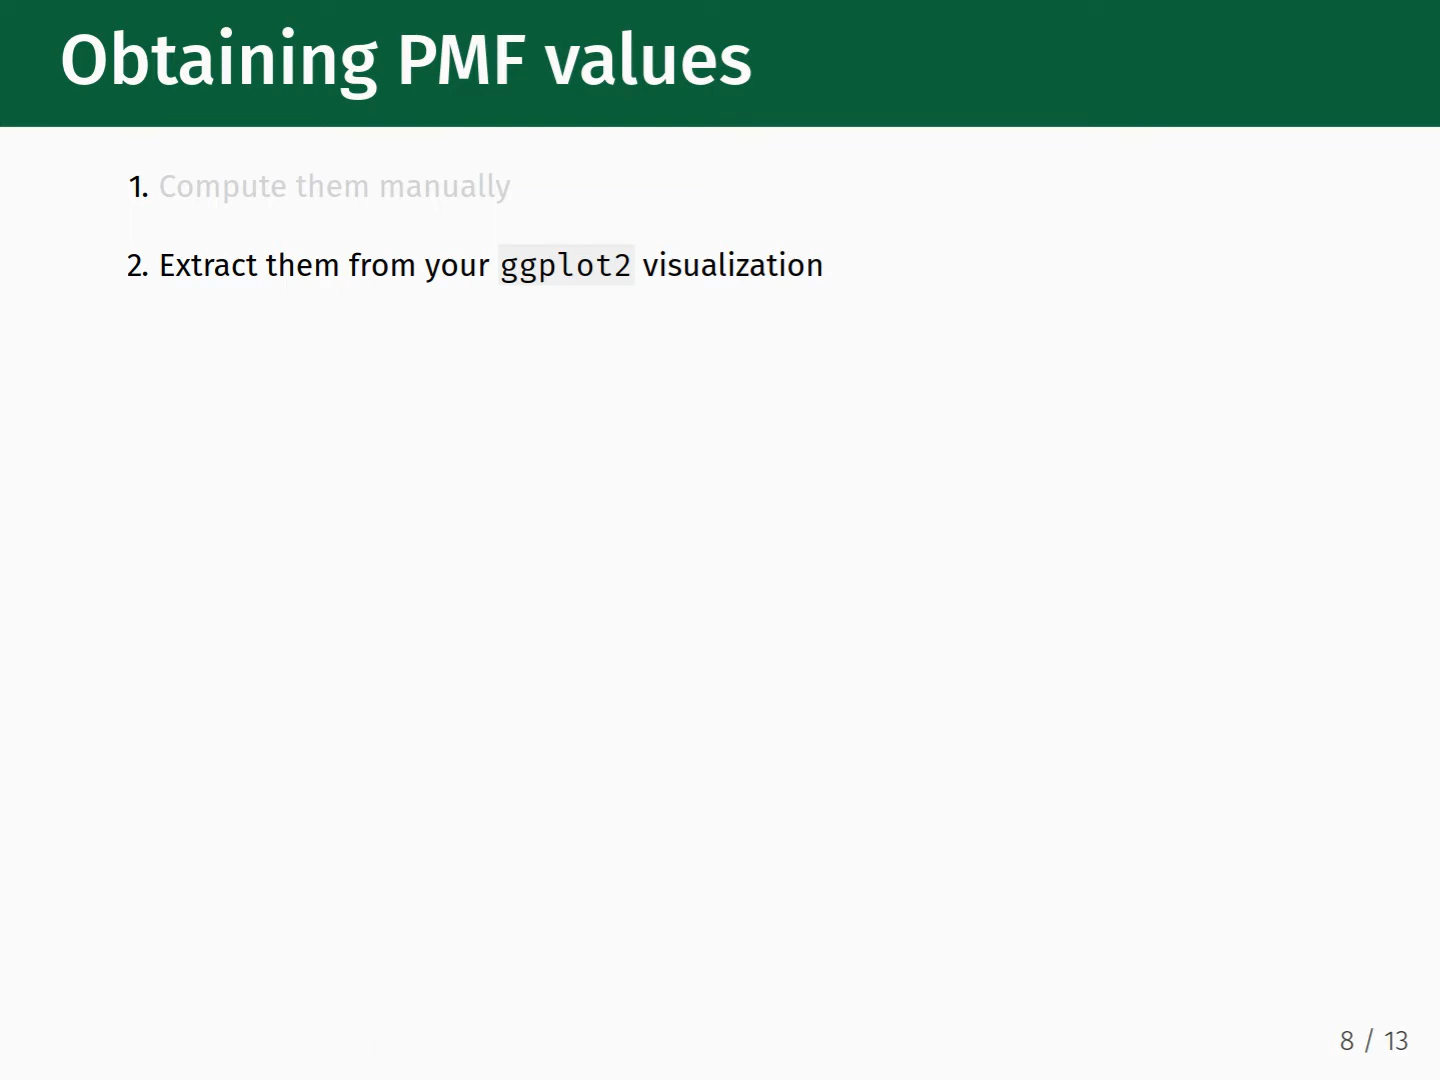 Obtaining PMF values
1. Compute them manually
2. Extract them from your ggplot2 visualization
8 / 13